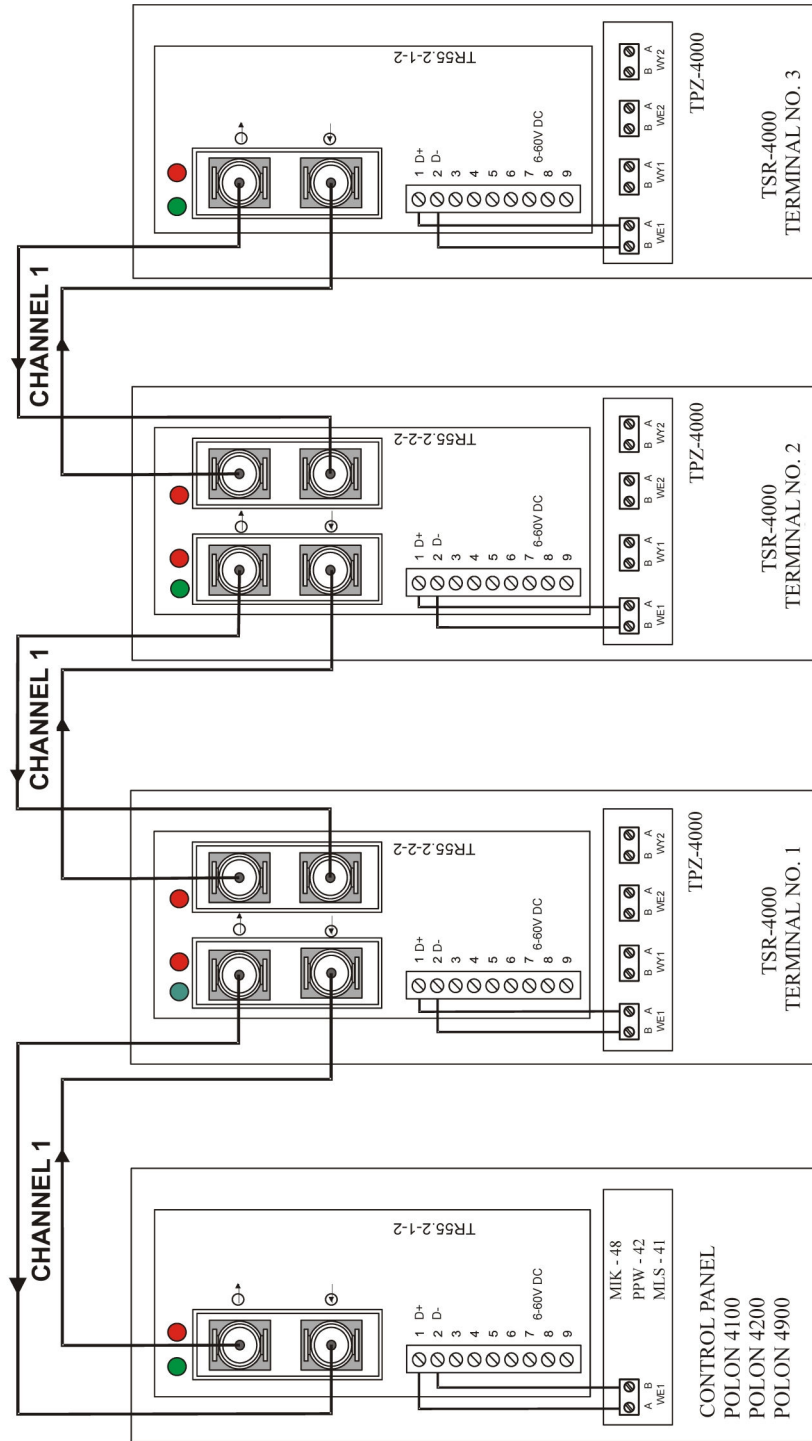 CHANNEL 1
TR55.2-1-2
1 D+
2 D-
3
4
5
6
7 6-60V DC
8
9
A B
WE1
MIK - 48
PPW - 42
MLS - 41
CONTROL PANEL
POLON 4100
POLON 4200
POLON 4900
CHANNEL 1
TR55.2-2-2
1 D+
2 D-
3
4
5
6
7 6-60V DC
8
9
B A B A B A B A
WE1 WY1 WE2 WY2
TPZ-4000
TSR-4000
TERMINAL NO. 1
CHANNEL 1
TR55.2-2-2
1 D+
2 D-
3
4
5
6
7 6-60V DC
8
9
B A B A B A B A
WE1 WY1 WE2 WY2
TPZ-4000
TSR-4000
TERMINAL NO. 2
TR55.2-1-2
1 D+
2 D-
3
4
5
6
7 6-60V DC
8
9
B A B A B A B A
WE1 WY1 WE2 WY2
TPZ-4000
TSR-4000
TERMINAL NO. 3